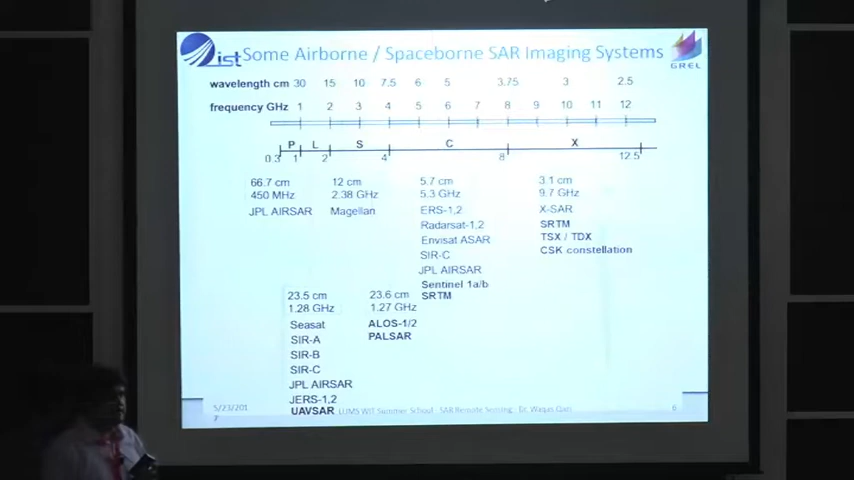 ist Some Airborne / Spaceborne SAR Imaging Systems
GREL
wavelength cm 30 15 10 7.5 6 5 3.75 3 2.5
frequency GHz 1 2 3 4 5 6 7 8 9 10 11 12
P L S C X
0.3 1 2 4 8 12.5
66.7 cm 12 cm 5.7 cm 3.1 cm
450 MHz 2.38 GHz 5.3 GHz 9.7 GHz
JPL AIRSAR Magellan ERS-1,2 X-SAR
Radarsat-1,2 SRTM
Envisat ASAR TSX / TDX
SIR-C CSK constellation
JPL AIRSAR
Sentinel 1a/b
23.5 cm 23.6 cm SRTM
1.28 GHz 1.27 GHz
Seasat ALOS-1/2
SIR-A PALSAR
SIR-B
SIR-C
JPL AIRSAR
JERS-1,2
UAVSAR
5/23/201
7
WIT Summer School SAR Remote Sensing Dr. Waqas Qazi
6